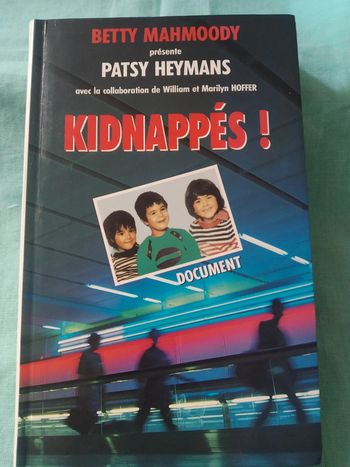 BETTY MAHMOODY
présente
PATSY HEYMANS
avec la collaboration de William et Marilyn HOFFER
KIDNAPPÉS !
DOCUMENT